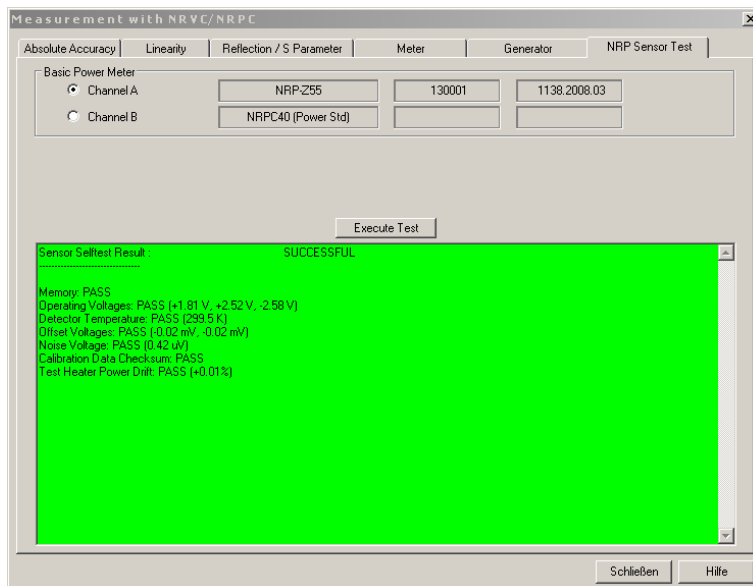 Measurement with NRVC/NRPC
Absolute Accuracy Linearity Reflection / S Parameter Meter Generator NRP Sensor Test
Basic Power Meter
Channel A NRP-Z55 130001 1138.2008.03
Channel B NRPC40 (Power Std)
Execute Test
Sensor Selftest Result : SUCCESSFUL
--------------------------------
Memory: PASS
Operating Voltages: PASS (+1.81 V, +2.52 V, -2.58 V)
Detector Temperature: PASS (299.5 K)
Offset Voltages: PASS (-0.02 mV, -0.02 mV)
Noise Voltage: PASS (0.42 uV)
Calibration Data Checksum: PASS
Test Heater Power Drift: PASS (+0.01%)
Schließen Hilfe